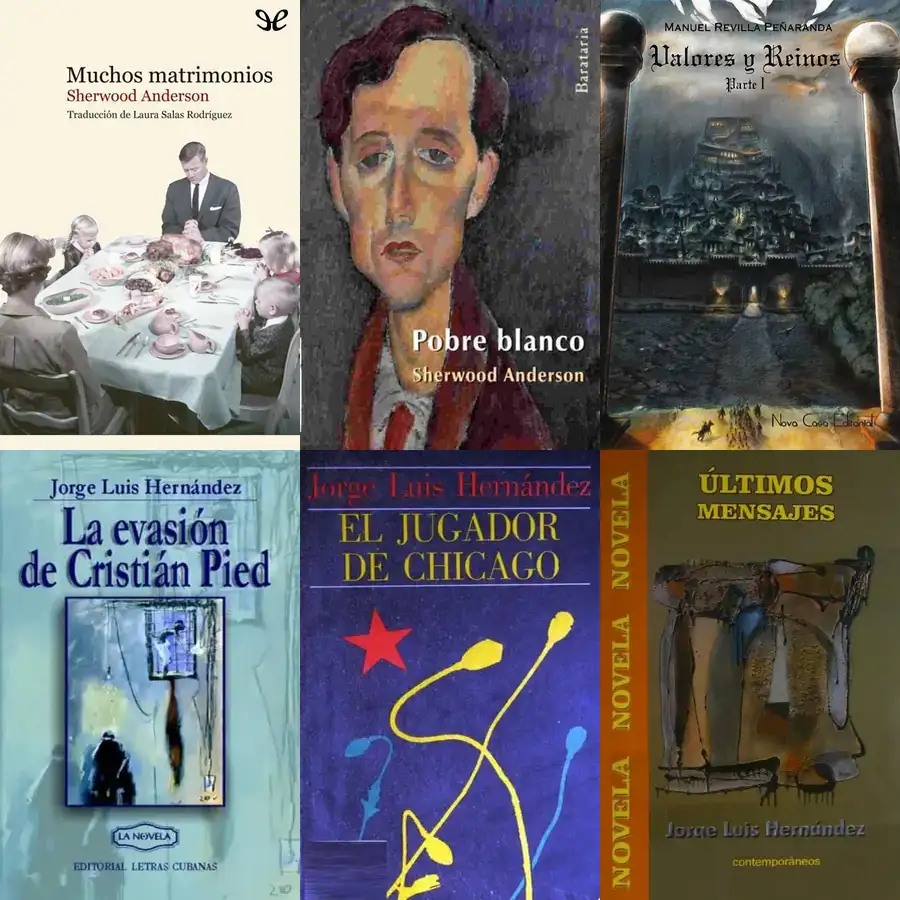 Muchos matrimonios
Sherwood Anderson
Traducción de Laura Salas Rodríguez
Barataria
Pobre blanco
Sherwood Anderson
MANUEL REVILLA PEÑARANDA
Valores y Reinos
Parte I
Nova Casa Editorial
Jorge Luis Hernández
La evasión
de Cristián Pied
LA NOVELA
EDITORIAL LETRAS CUBANAS
Jorge Luis Hernández
EL JUGADOR
DE CHICAGO
NOVELA NOVELA NOVELA
ÚLTIMOS
MENSAJES
Jorge Luis Hernández
contemporáneos